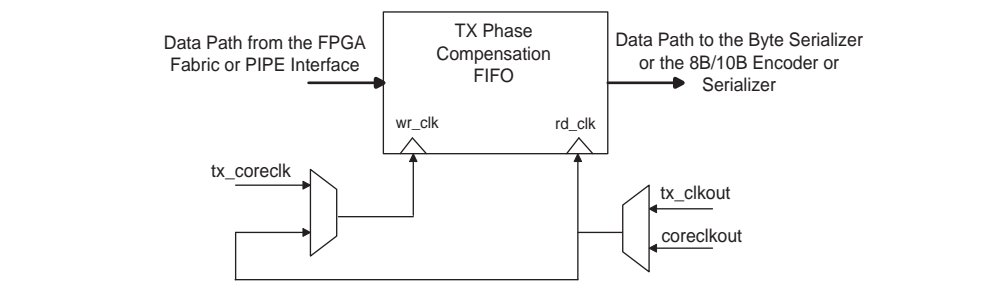 Data Path from the FPGA
Fabric or PIPE Interface
TX Phase
Compensation
FIFO
Data Path to the Byte Serializer
or the 8B/10B Encoder or
Serializer
wr_clk
rd_clk
tx_coreclk
tx_clkout
coreclkout